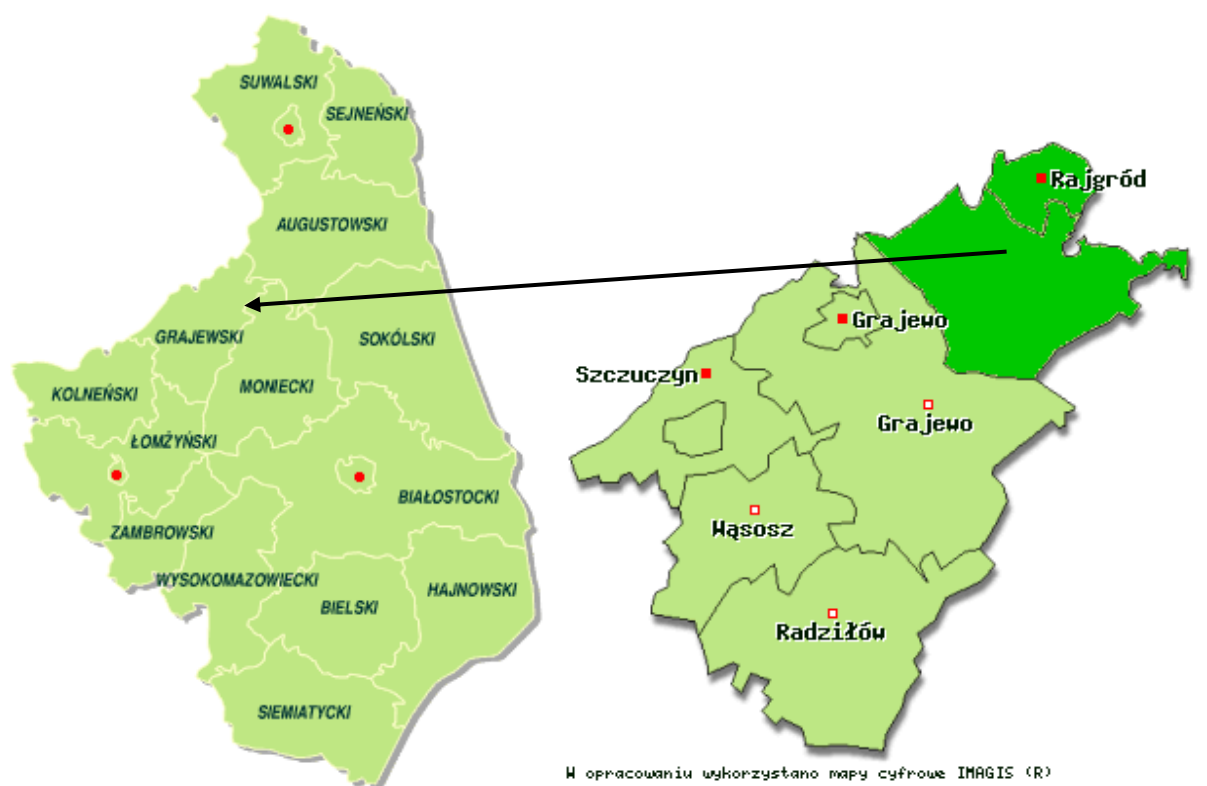 SUWALSKI
SEJNEŃSKI
AUGUSTOWSKI
GRAJEWSKI
SOKÓLSKI
KOLNEŃSKI
MONIECKI
ŁOMŻYŃSKI
BIAŁOSTOCKI
ZAMBROWSKI
WYSOKOMAZOWIECKI
BIELSKI
HAJNOWSKI
SIEMIATYCKI
Rajgród
Grajewo
Szczuczyn
Grajewo
Wąsosz
Radziłów
W opracowaniu wykorzystano mapy cyfrowe IMAGIS (R)